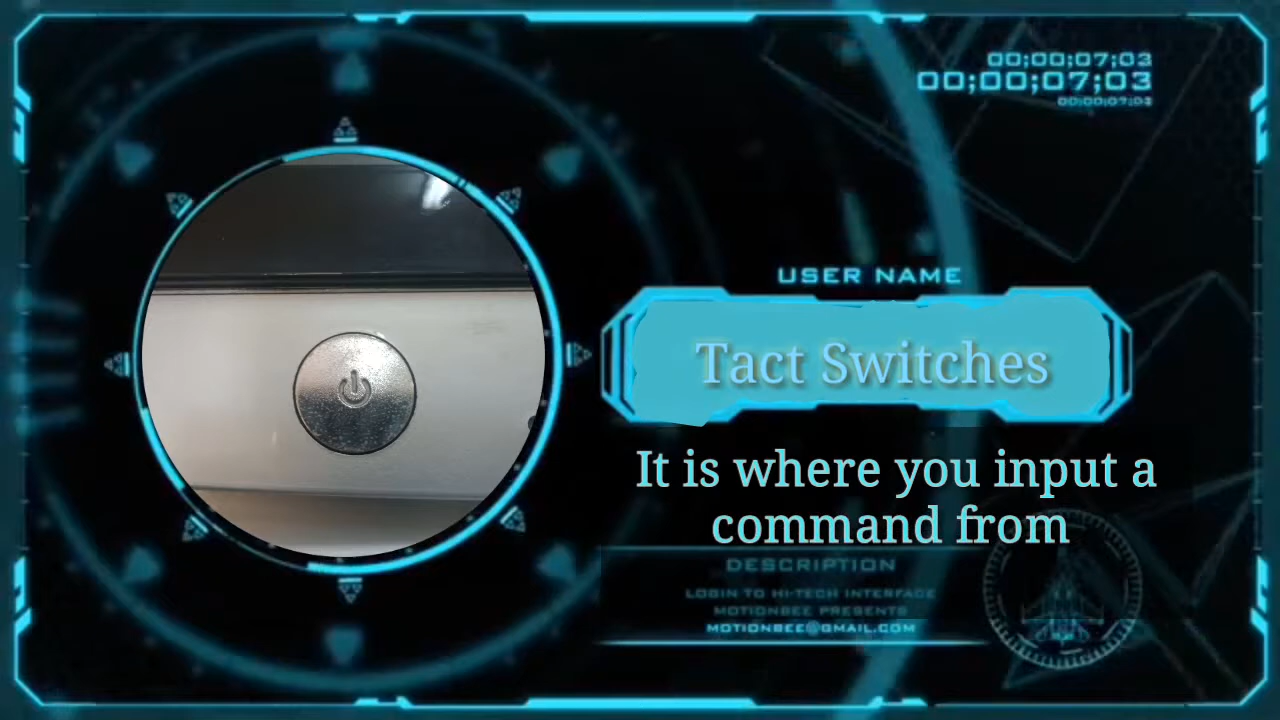 00;00;07;03
00;00;07;03
00;00;07;03
USER NAME
Tact Switches
It is where you input a
command from
DESCRIPTION
LOGIN TO HI-TECH INTERFACE
MOTIONBEE PRESENTS
MOTIONBEE@GMAIL.COM